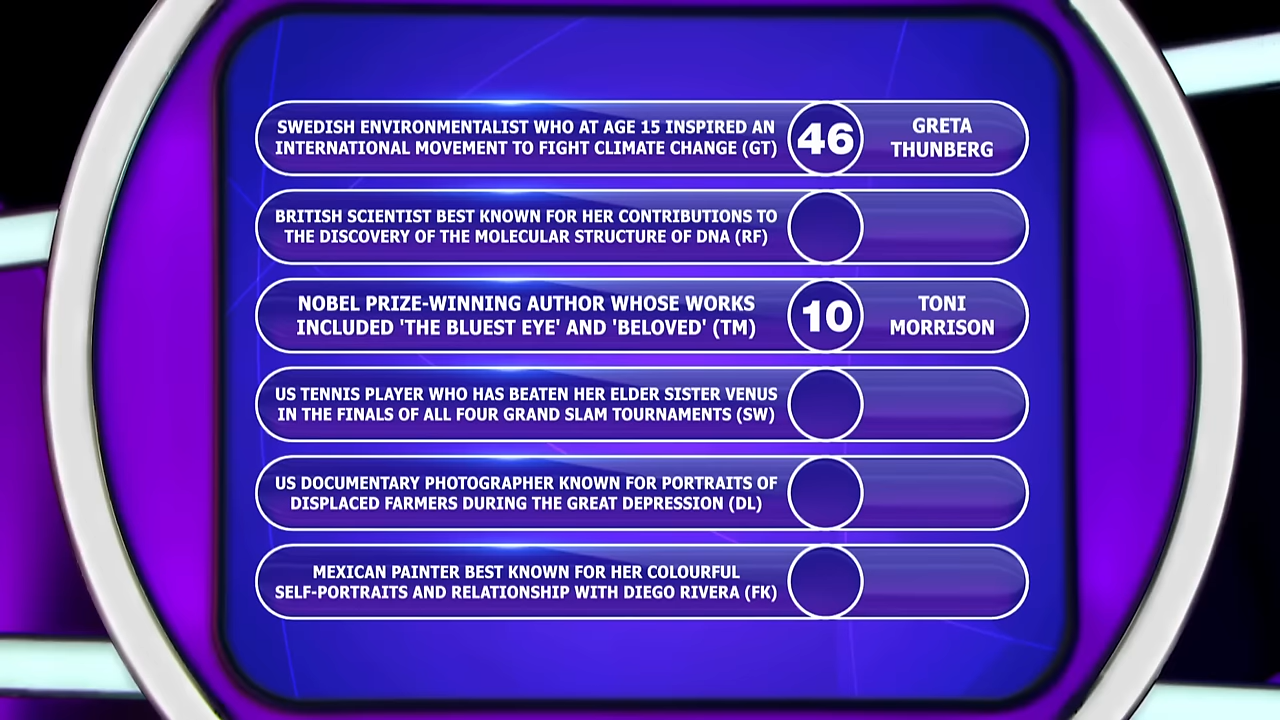 SWEDISH ENVIRONMENTALIST WHO AT AGE 15 INSPIRED AN
INTERNATIONAL MOVEMENT TO FIGHT CLIMATE CHANGE (GT)
46
GRETA
THUNBERG
BRITISH SCIENTIST BEST KNOWN FOR HER CONTRIBUTIONS TO
THE DISCOVERY OF THE MOLECULAR STRUCTURE OF DNA (RF)
NOBEL PRIZE-WINNING AUTHOR WHOSE WORKS
INCLUDED 'THE BLUEST EYE' AND 'BELOVED' (TM)
10
TONI
MORRISON
US TENNIS PLAYER WHO HAS BEATEN HER ELDER SISTER VENUS
IN THE FINALS OF ALL FOUR GRAND SLAM TOURNAMENTS (SW)
US DOCUMENTARY PHOTOGRAPHER KNOWN FOR PORTRAITS OF
DISPLACED FARMERS DURING THE GREAT DEPRESSION (DL)
MEXICAN PAINTER BEST KNOWN FOR HER COLOURFUL
SELF-PORTRAITS AND RELATIONSHIP WITH DIEGO RIVERA (FK)